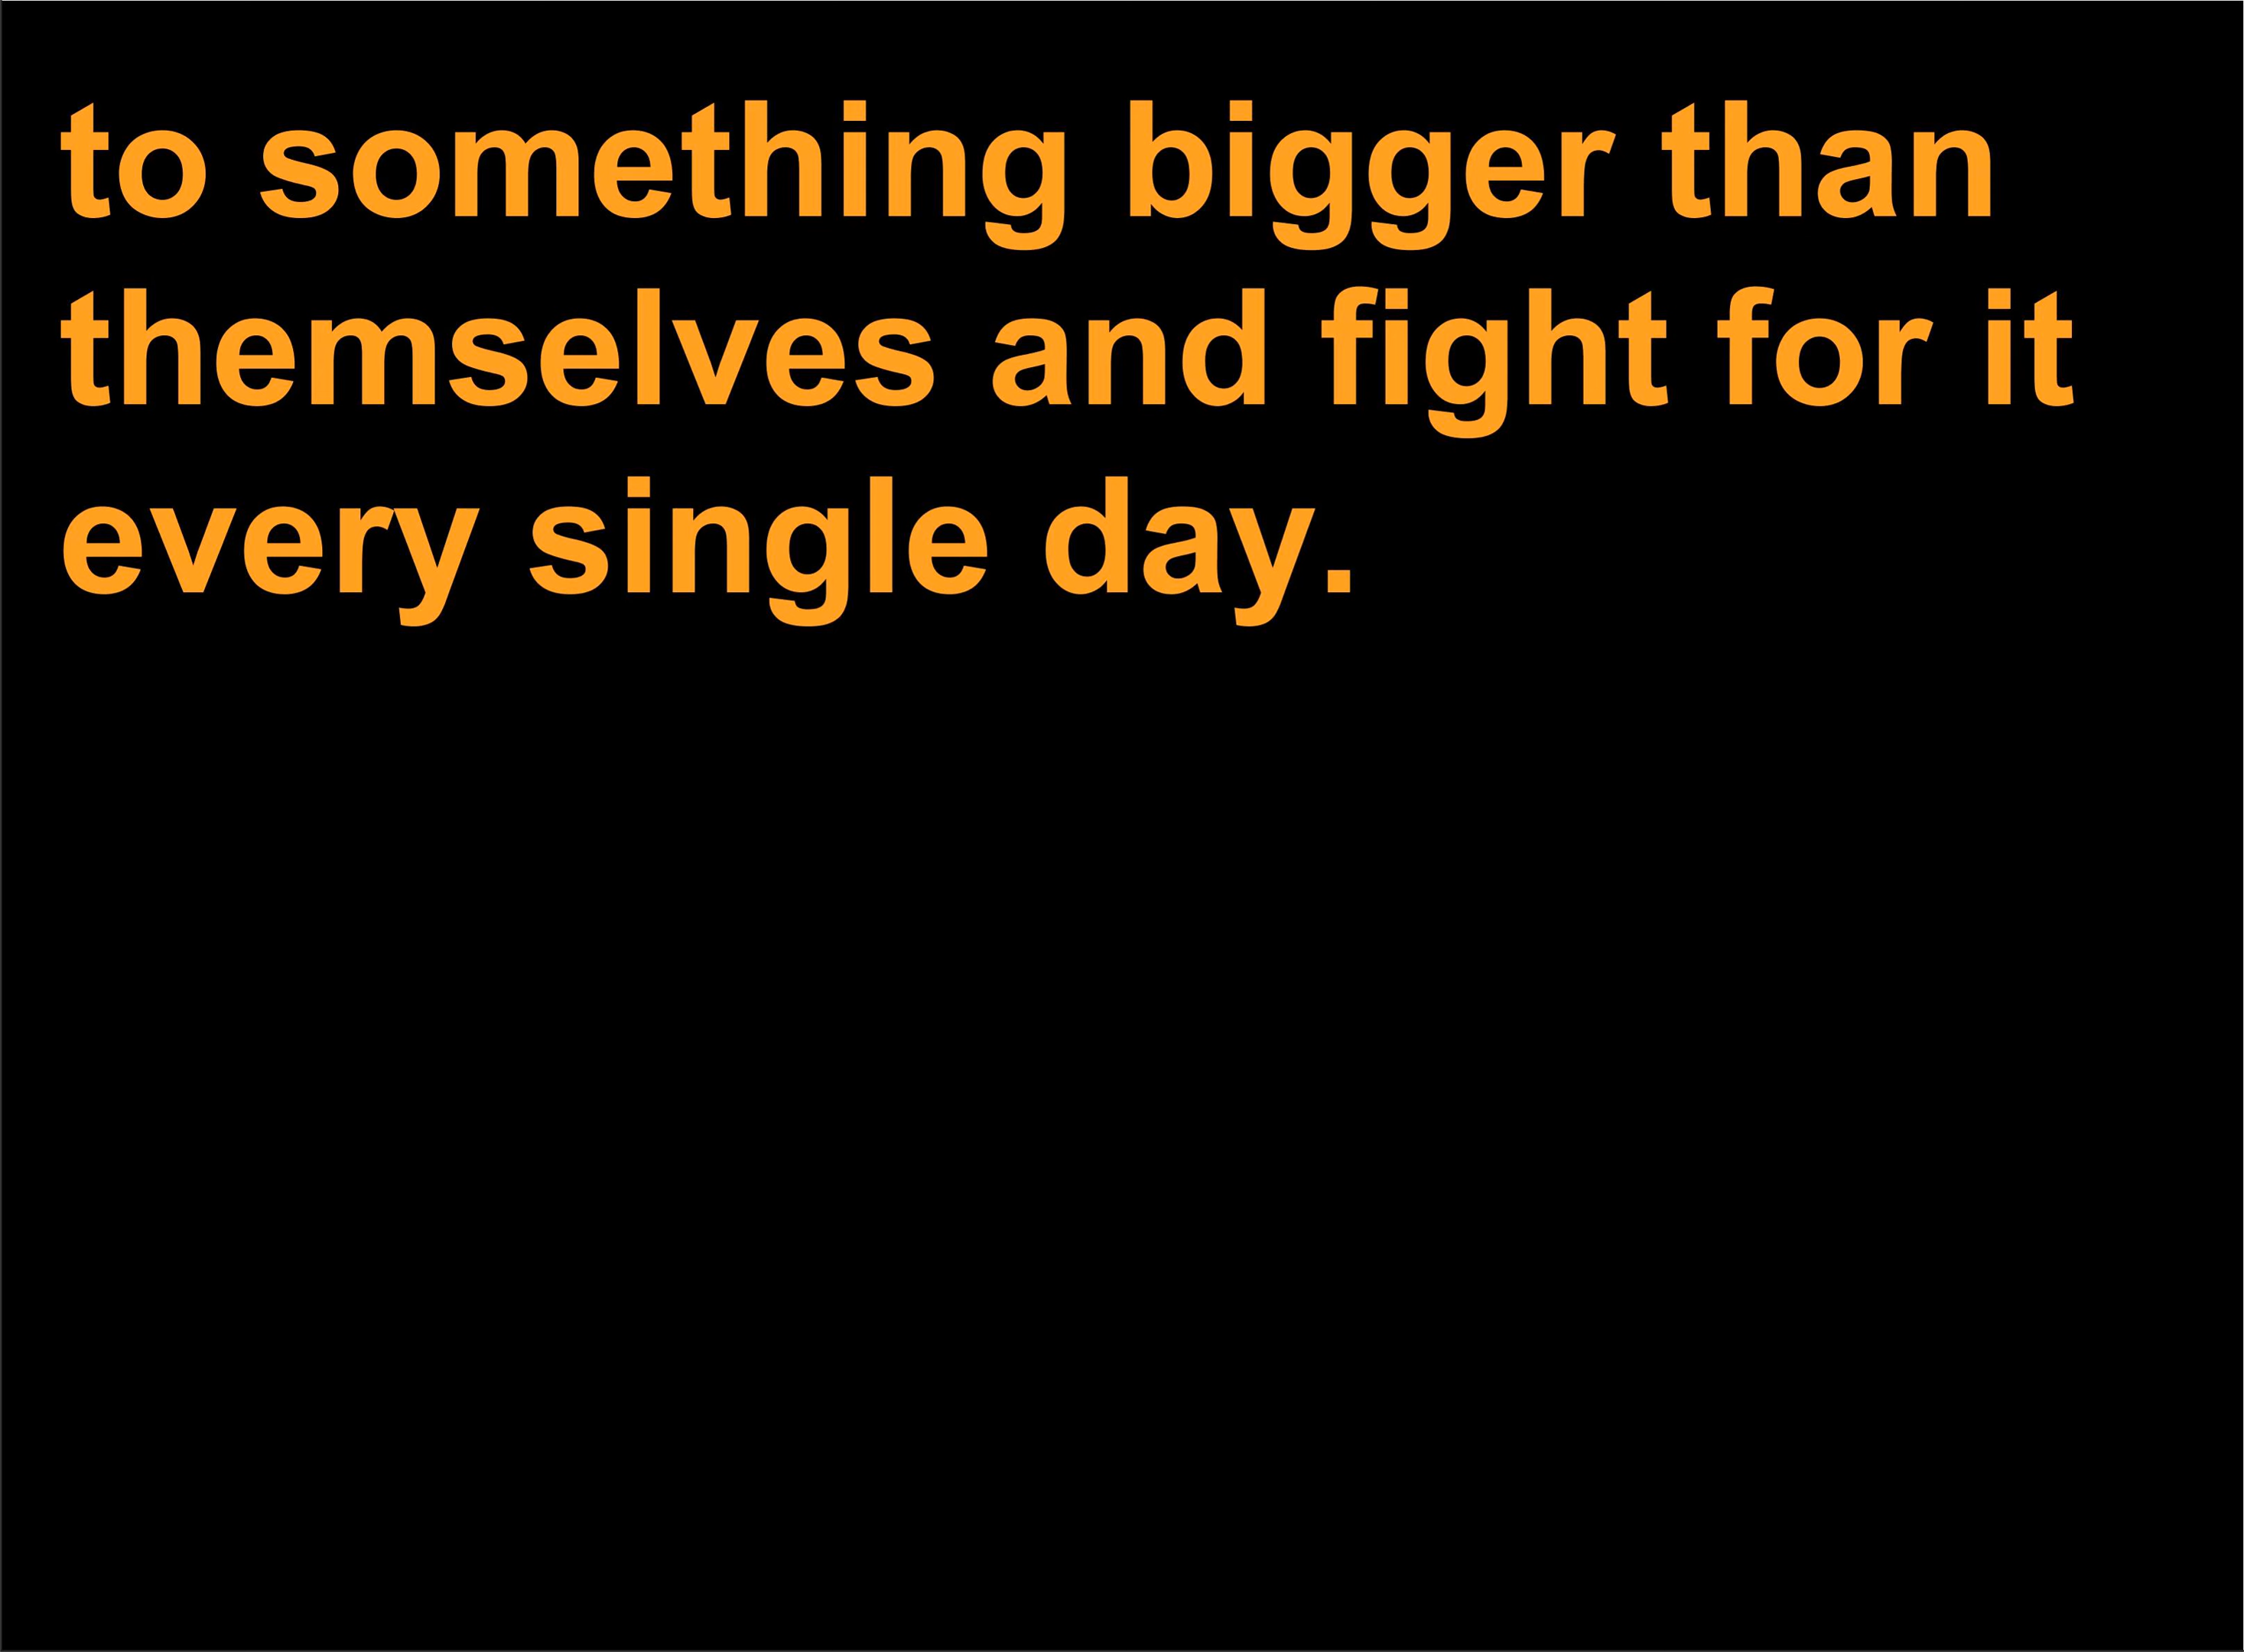 to something bigger than
themselves and fight for it
every single day.